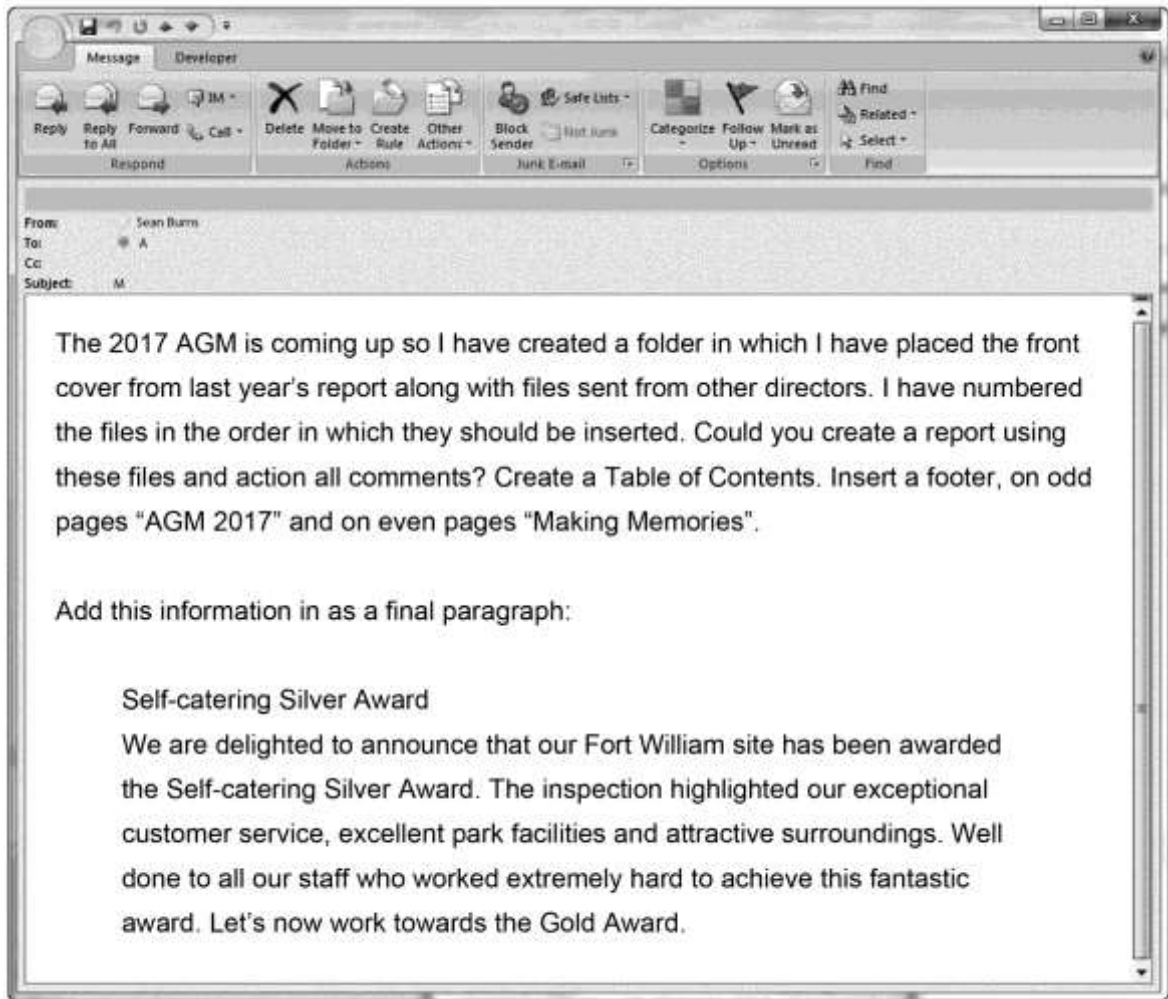 Message Developer
Reply Reply to All Forward IM Call
Delete Move to Folder Create Rule Other Actions
Block Sender Safe Lists Not Junk
Categorize Follow Up Mark as Unread
Find Related Select
Respond Actions Junk E-mail Options Find
From: Sean Burns
To: A
Cc:
Subject: M
The 2017 AGM is coming up so I have created a folder in which I have placed the front
cover from last year's report along with files sent from other directors. I have numbered
the files in the order in which they should be inserted. Could you create a report using
these files and action all comments? Create a Table of Contents. Insert a footer, on odd
pages “AGM 2017” and on even pages “Making Memories”.
Add this information in as a final paragraph:
Self-catering Silver Award
We are delighted to announce that our Fort William site has been awarded
the Self-catering Silver Award. The inspection highlighted our exceptional
customer service, excellent park facilities and attractive surroundings. Well
done to all our staff who worked extremely hard to achieve this fantastic
award. Let's now work towards the Gold Award.